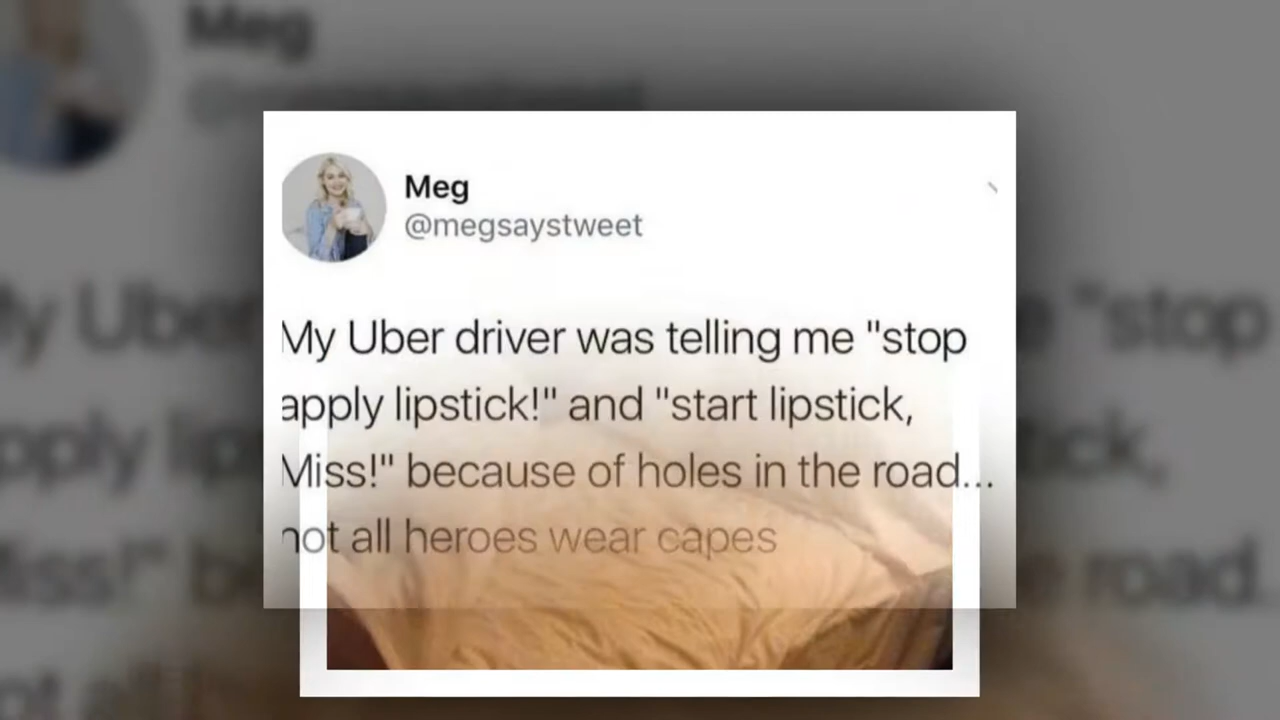 Meg
@megsaystweet
My Uber driver was telling me "stop
apply lipstick!" and "start lipstick,
Miss!" because of holes in the road...
not all heroes wear capes